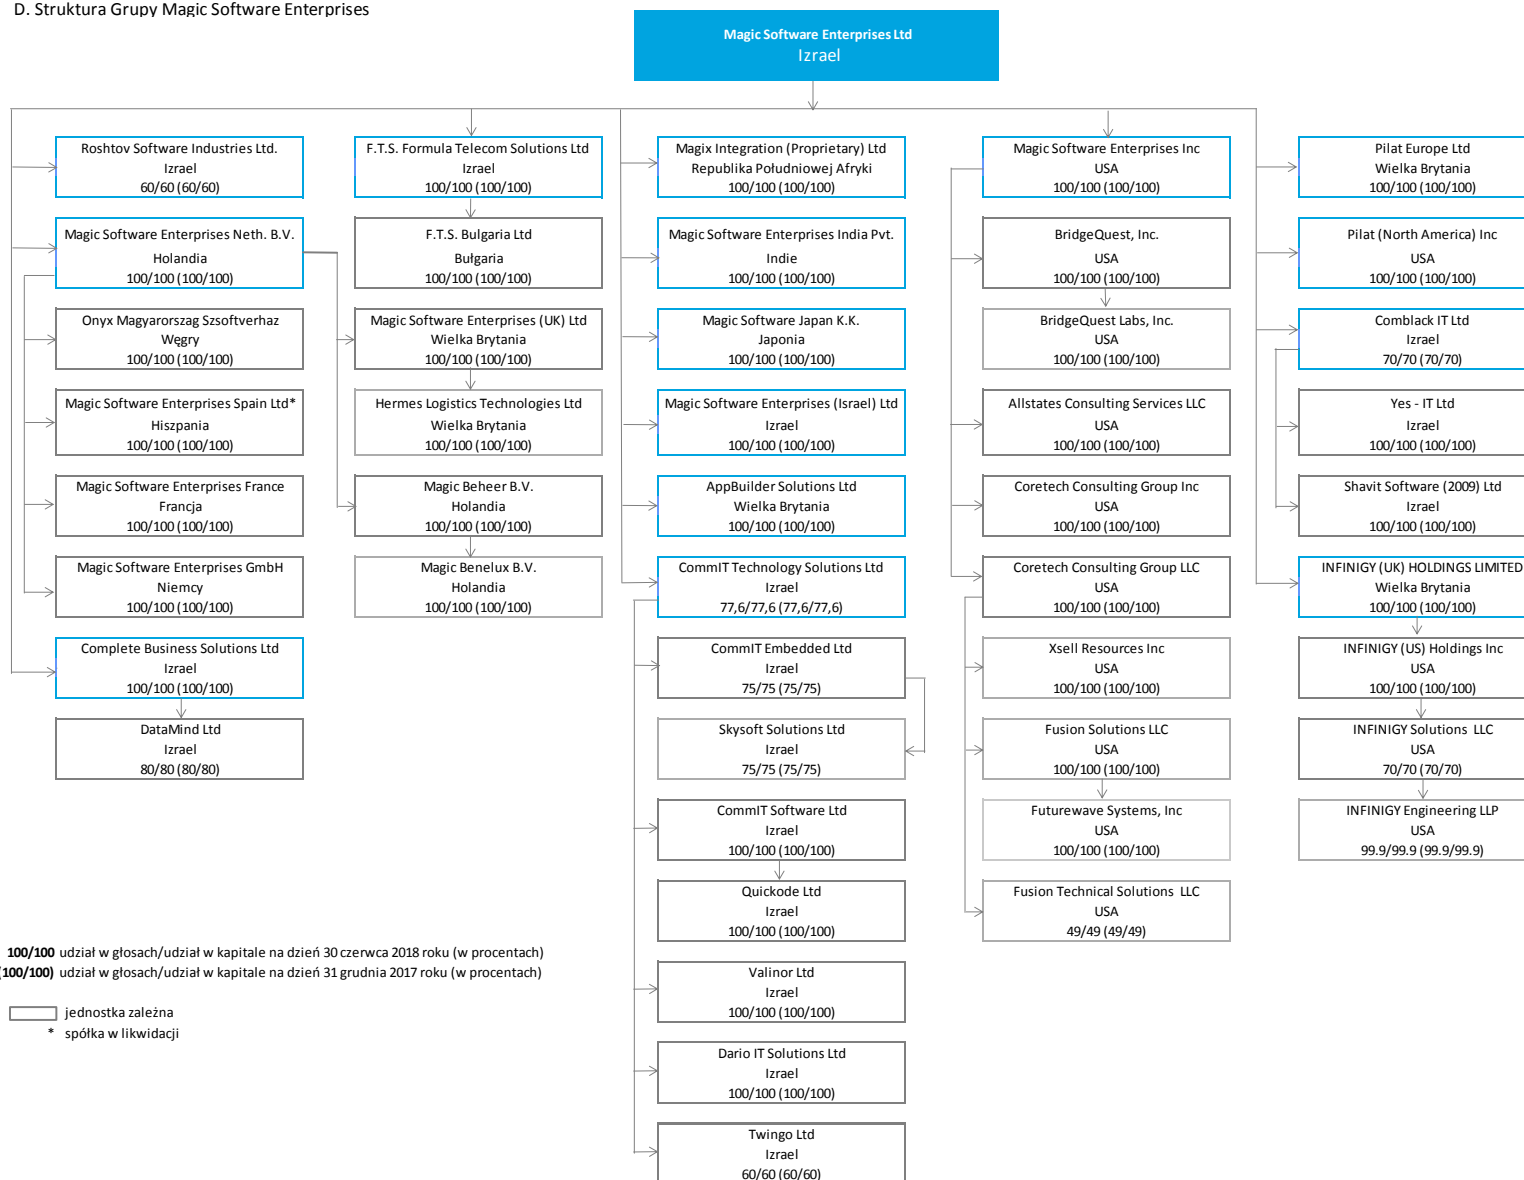 D. Struktura Grupy Magic Software Enterprises
Magic Software Enterprises Ltd
Izrael
Roshtov Software Industries Ltd.
Izrael
60/60 (60/60)
Magic Software Enterprises Neth. B.V.
Holandia
100/100 (100/100)
Onyx Magyarorszag Szsoftverhaz
Węgry
100/100 (100/100)
Magic Software Enterprises Spain Ltd*
Hiszpania
100/100 (100/100)
Magic Software Enterprises France
Francja
100/100 (100/100)
Magic Software Enterprises GmbH
Niemcy
100/100 (100/100)
Complete Business Solutions Ltd
Izrael
100/100 (100/100)
DataMind Ltd
Izrael
80/80 (80/80)
F.T.S. Formula Telecom Solutions Ltd
Izrael
100/100 (100/100)
F.T.S. Bulgaria Ltd
Bułgaria
100/100 (100/100)
Magic Software Enterprises (UK) Ltd
Wielka Brytania
100/100 (100/100)
Hermes Logistics Technologies Ltd
Wielka Brytania
100/100 (100/100)
Magic Beheer B.V.
Holandia
100/100 (100/100)
Magic Benelux B.V.
Holandia
100/100 (100/100)
Magix Integration (Proprietary) Ltd
Republika Południowej Afryki
100/100 (100/100)
Magic Software Enterprises India Pvt.
Indie
100/100 (100/100)
Magic Software Japan K.K.
Japonia
100/100 (100/100)
Magic Software Enterprises (Israel) Ltd
Izrael
100/100 (100/100)
AppBuilder Solutions Ltd
Wielka Brytania
100/100 (100/100)
CommIT Technology Solutions Ltd
Izrael
77,6/77,6 (77,6/77,6)
CommIT Embedded Ltd
Izrael
75/75 (75/75)
Skysoft Solutions Ltd
Izrael
75/75 (75/75)
CommIT Software Ltd
Izrael
100/100 (100/100)
Quickode Ltd
Izrael
100/100 (100/100)
Valinor Ltd
Izrael
100/100 (100/100)
Dario IT Solutions Ltd
Izrael
100/100 (100/100)
Twingo Ltd
Izrael
60/60 (60/60)
Magic Software Enterprises Inc
USA
100/100 (100/100)
BridgeQuest, Inc.
USA
100/100 (100/100)
BridgeQuest Labs, Inc.
USA
100/100 (100/100)
Allstates Consulting Services LLC
USA
100/100 (100/100)
Coretech Consulting Group Inc
USA
100/100 (100/100)
Coretech Consulting Group LLC
USA
100/100 (100/100)
Xsell Resources Inc
USA
100/100 (100/100)
Fusion Solutions LLC
USA
100/100 (100/100)
Futurewave Systems, Inc
USA
100/100 (100/100)
Fusion Technical Solutions LLC
USA
49/49 (49/49)
Pilat Europe Ltd
Wielka Brytania
100/100 (100/100)
Pilat (North America) Inc
USA
100/100 (100/100)
Comblack IT Ltd
Izrael
70/70 (70/70)
Yes - IT Ltd
Izrael
100/100 (100/100)
Shavit Software (2009) Ltd
Izrael
100/100 (100/100)
INFINIGY (UK) HOLDINGS LIMITED
Wielka Brytania
100/100 (100/100)
INFINIGY (US) Holdings Inc
USA
100/100 (100/100)
INFINIGY Solutions LLC
USA
70/70 (70/70)
INFINIGY Engineering LLP
USA
99.9/99.9 (99.9/99.9)
100/100 udział w głosach/udział w kapitale na dzień 30 czerwca 2018 roku (w procentach)
(100/100) udział w głosach/udział w kapitale na dzień 31 grudnia 2017 roku (w procentach)
jednostka zależna
* spółka w likwidacji